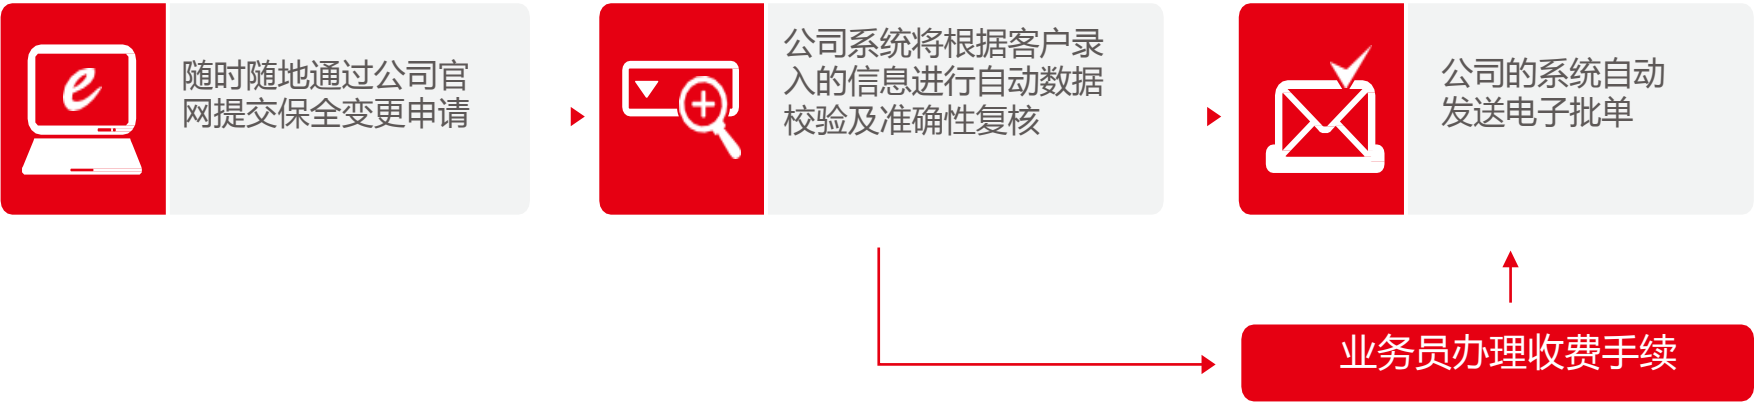 随时随地通过公司官
网提交保全变更申请
公司系统将根据客户录
入的信息进行自动数据
校验及准确性复核
公司的系统自动
发送电子批单
业务员办理收费手续